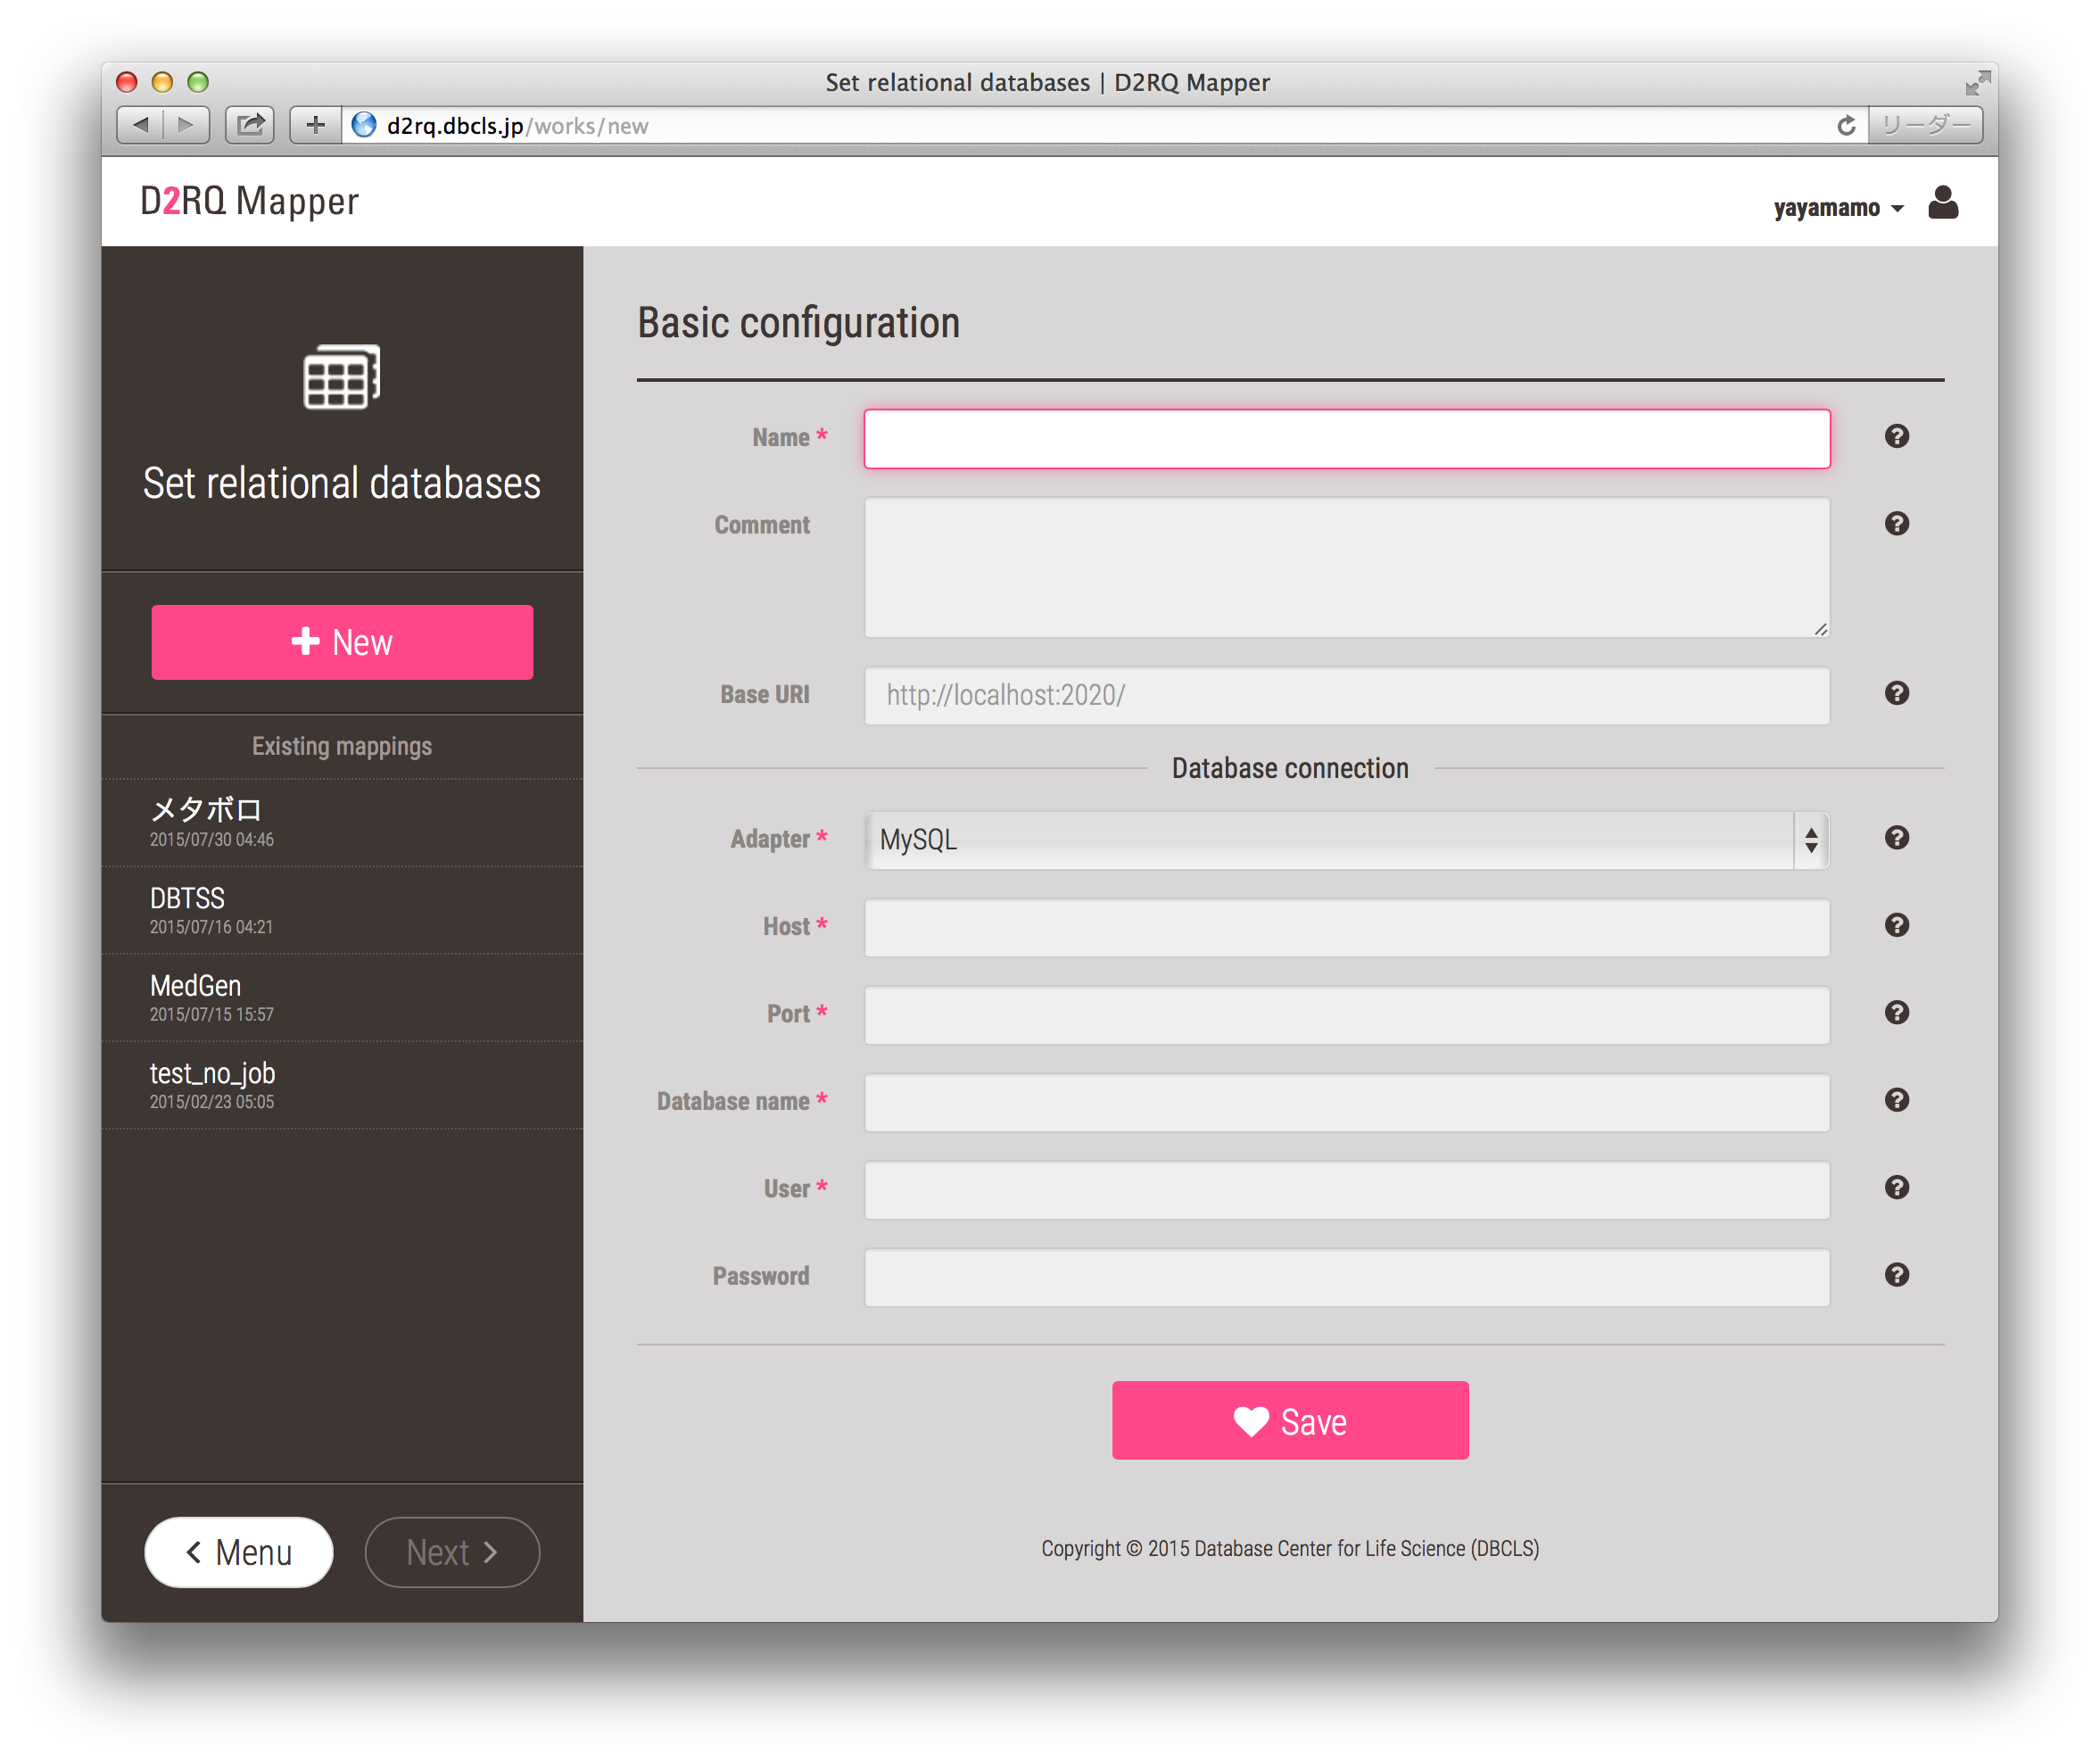 Set relational databases | D2RQ Mapper
d2rq.dbcls.jp/works/new
リーダー
D2RQ Mapper
yayamamo
Set relational databases
New
Existing mappings
メタボロ
2015/07/30 04:46
DBTSS
2015/07/16 04:21
MedGen
2015/07/15 15:57
test_no_job
2015/02/23 05:05
Menu
Next
Basic configuration
Name *
Comment
Base URI
http://localhost:2020/
Database connection
Adapter *
MySQL
Host *
Port *
Database name *
User *
Password
Save
Copyright © 2015 Database Center for Life Science (DBCLS)